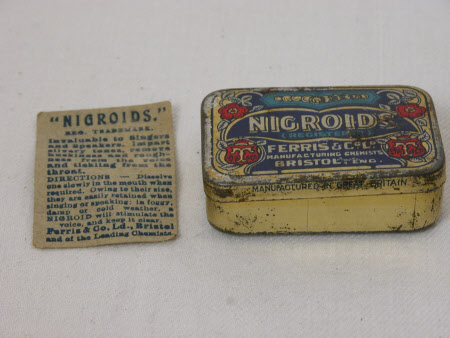 "NIGROIDS."
REG. TRADEMARK.
Invaluable to Singers
and Speakers. Impart
clearness, remove
huskiness and rough-
ness from the voice
and tickling from the
throat.
DIRECTIONS — Dissolve
one slowly in the mouth when
required. Owing to their size,
they are easily retained when
singing or speaking. In foggy,
damp or cold weather, a
NIGROID will stimulate the
voice, and keep it clear.
Ferris & Co. Ld., Bristol
and of the Leading Chemists
NIGROIDS
(REGISTERED)
FERRIS & Co. Ld.
MANUFACTURING CHEMISTS
BRISTOL, ENG.
MANUFACTURED IN GREAT BRITAIN